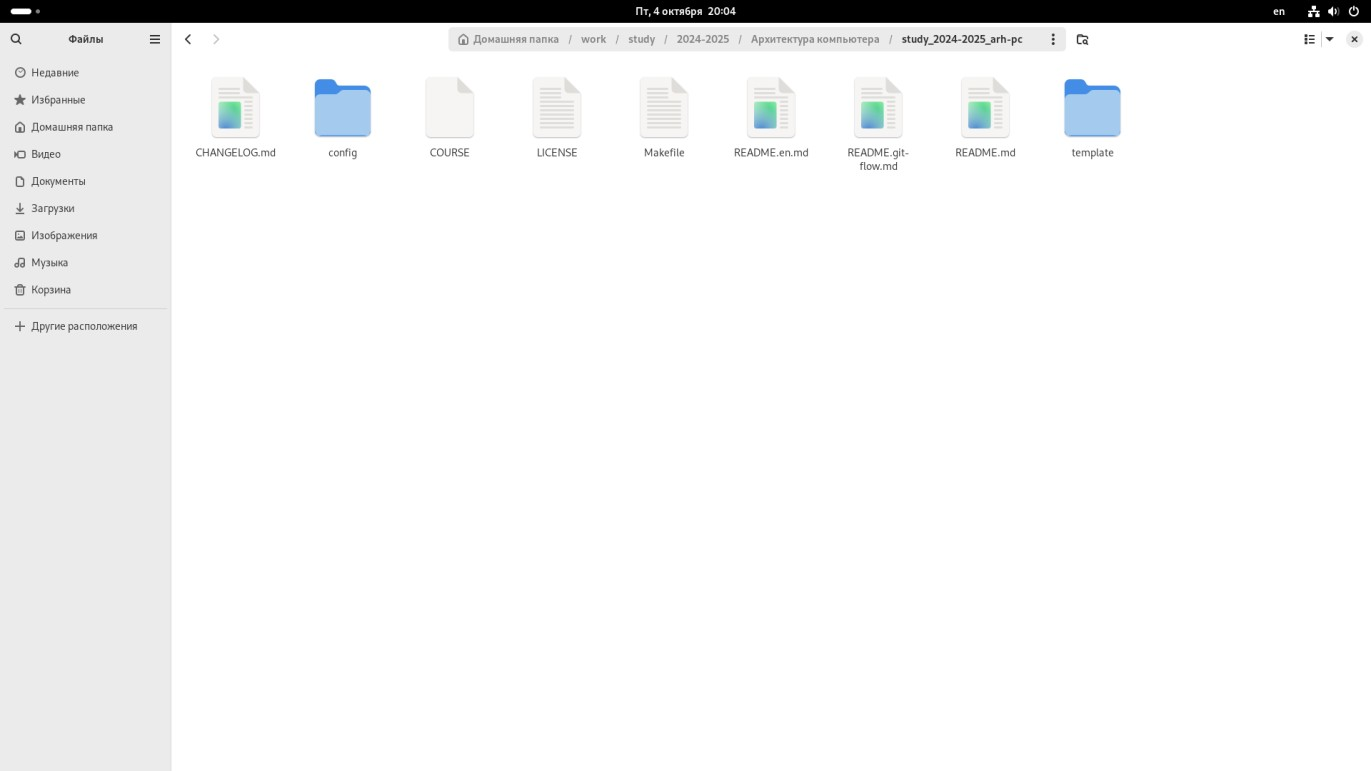 Пт, 4 октября 20:04
en
Файлы
Домашняя папка / work / study / 2024-2025 / Архитектура компьютера / study_2024-2025_arh-pc
Недавние
Избранные
Домашняя папка
Видео
Документы
Загрузки
Изображения
Музыка
Корзина
Другие расположения
CHANGELOG.md
config
COURSE
LICENSE
Makefile
README.en.md
README.git-
flow.md
README.md
template